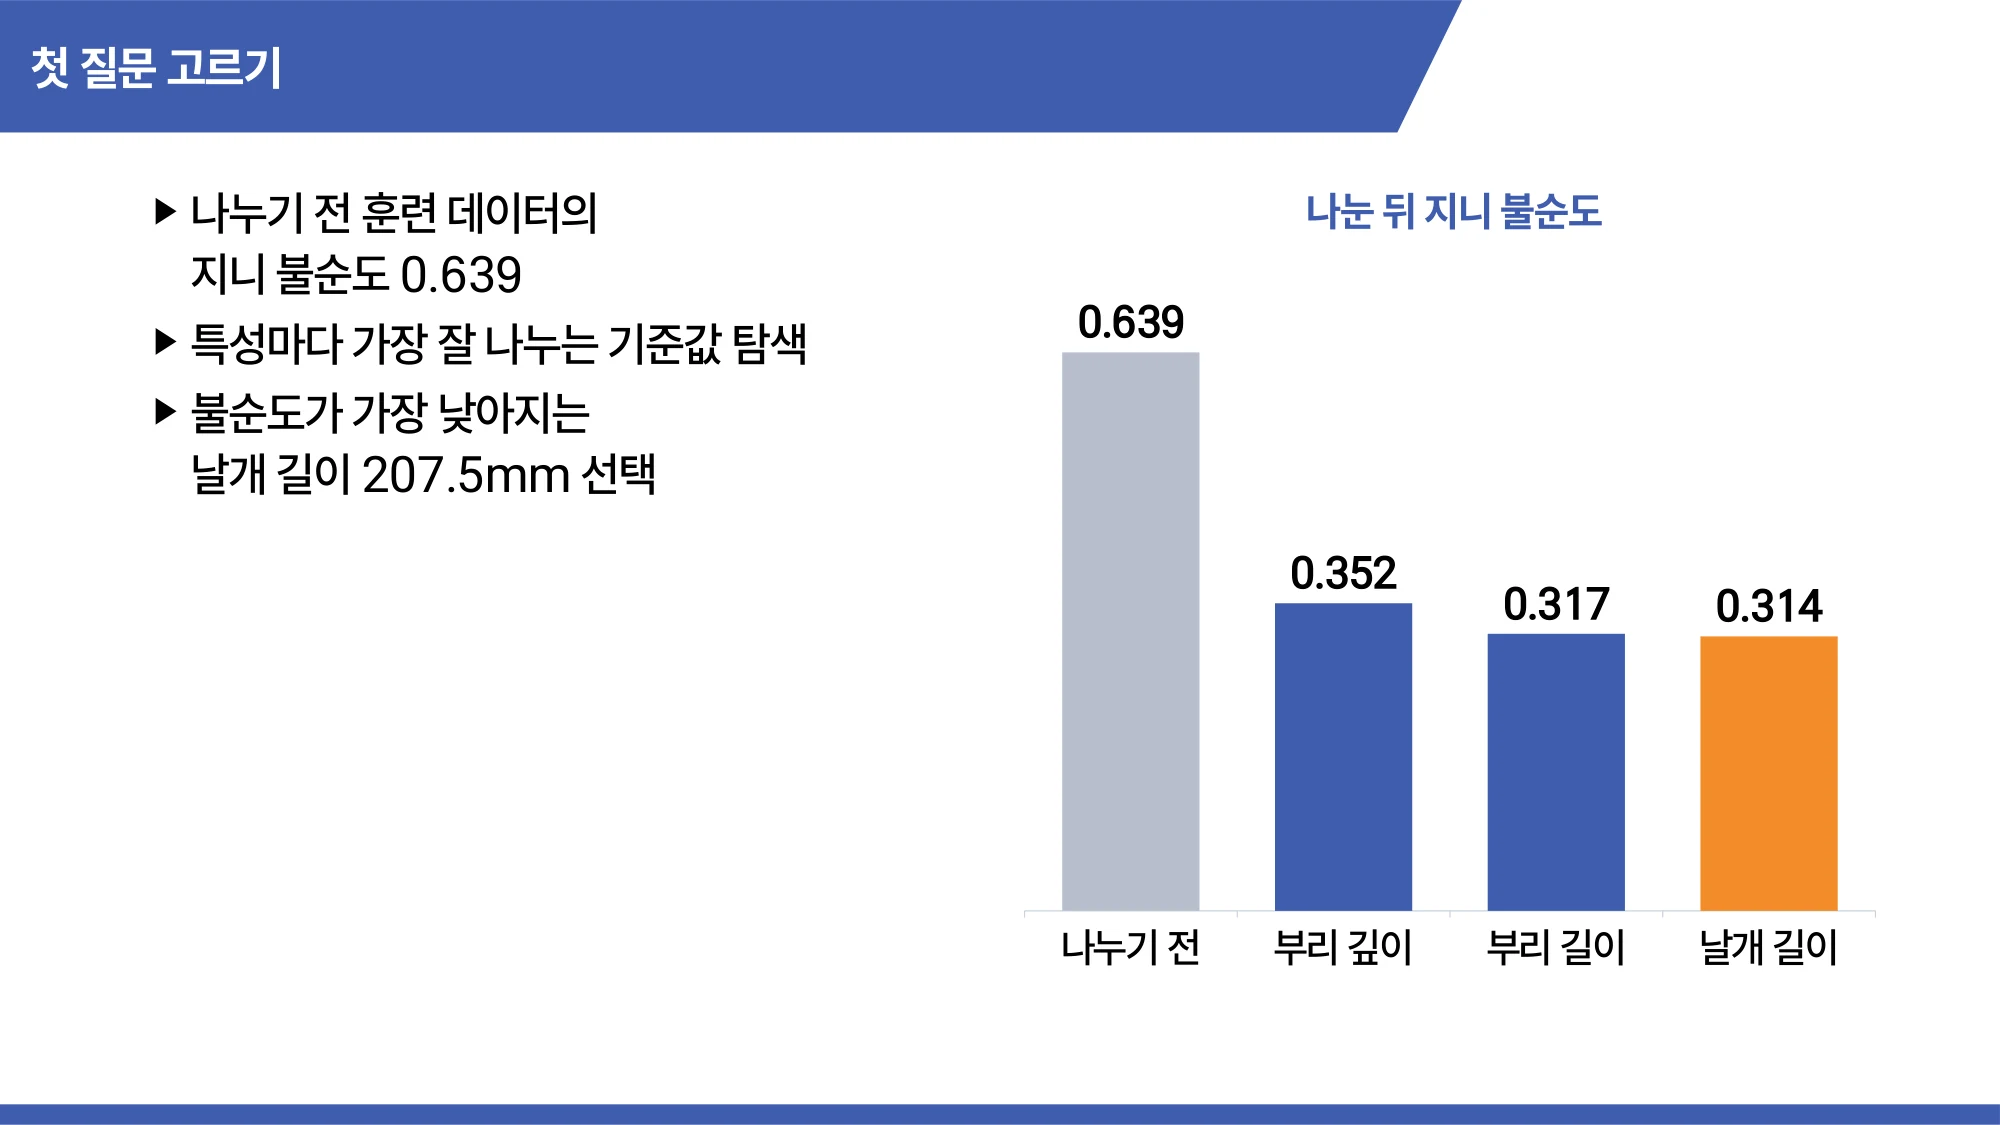 첫 질문 고르기
▶ 나누기 전 훈련 데이터의
지니 불순도 0.639
▶ 특성마다 가장 잘 나누는 기준값 탐색
▶ 불순도가 가장 낮아지는
날개 길이 207.5mm 선택
나눈 뒤 지니 불순도
0.639
0.352
0.317
0.314
나누기 전
부리 깊이
부리 길이
날개 길이